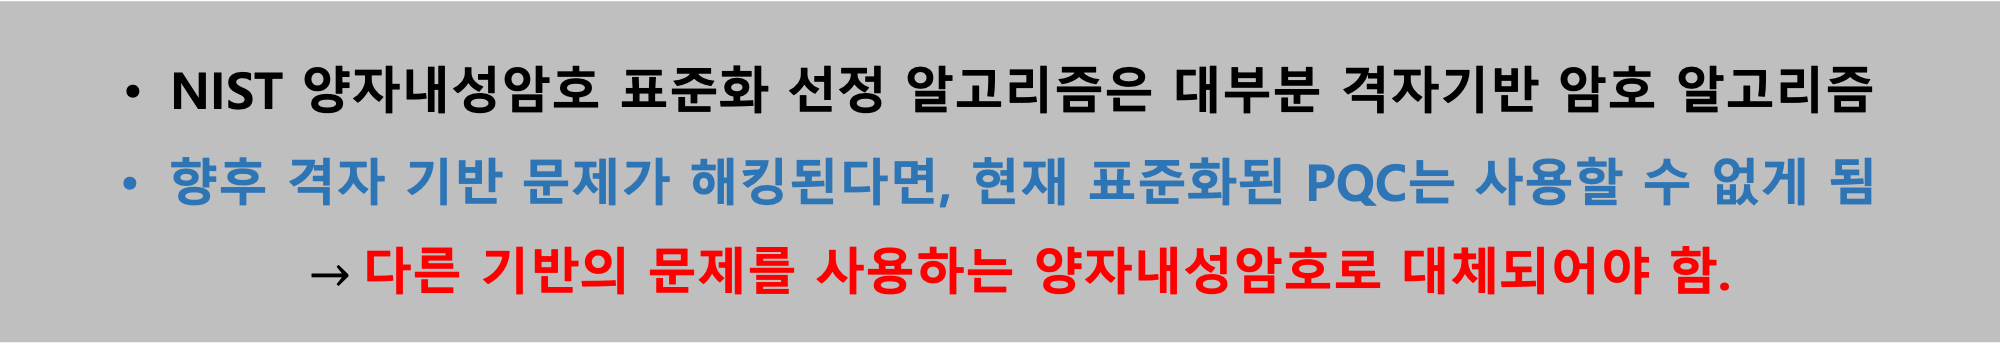 • NIST 양자내성암호 표준화 선정 알고리즘은 대부분 격자기반 암호 알고리즘
• 향후 격자 기반 문제가 해킹된다면, 현재 표준화된 PQC는 사용할 수 없게 됨
→ 다른 기반의 문제를 사용하는 양자내성암호로 대체되어야 함.